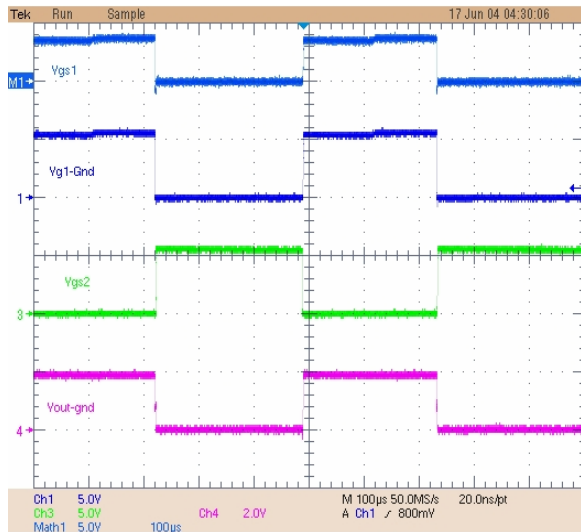 Tek Run Sample 17 Jun 04 04:30:06
M1
Vgs1
1
Vg1-Gnd
Vgs2
3
Vout-gnd
4
Ch1 5.0V M 100µs 50.0MS/s 20.0ns/pt
Ch3 5.0V Ch4 2.0V A Ch1 ∕ 800mV
Math1 5.0V 100µs